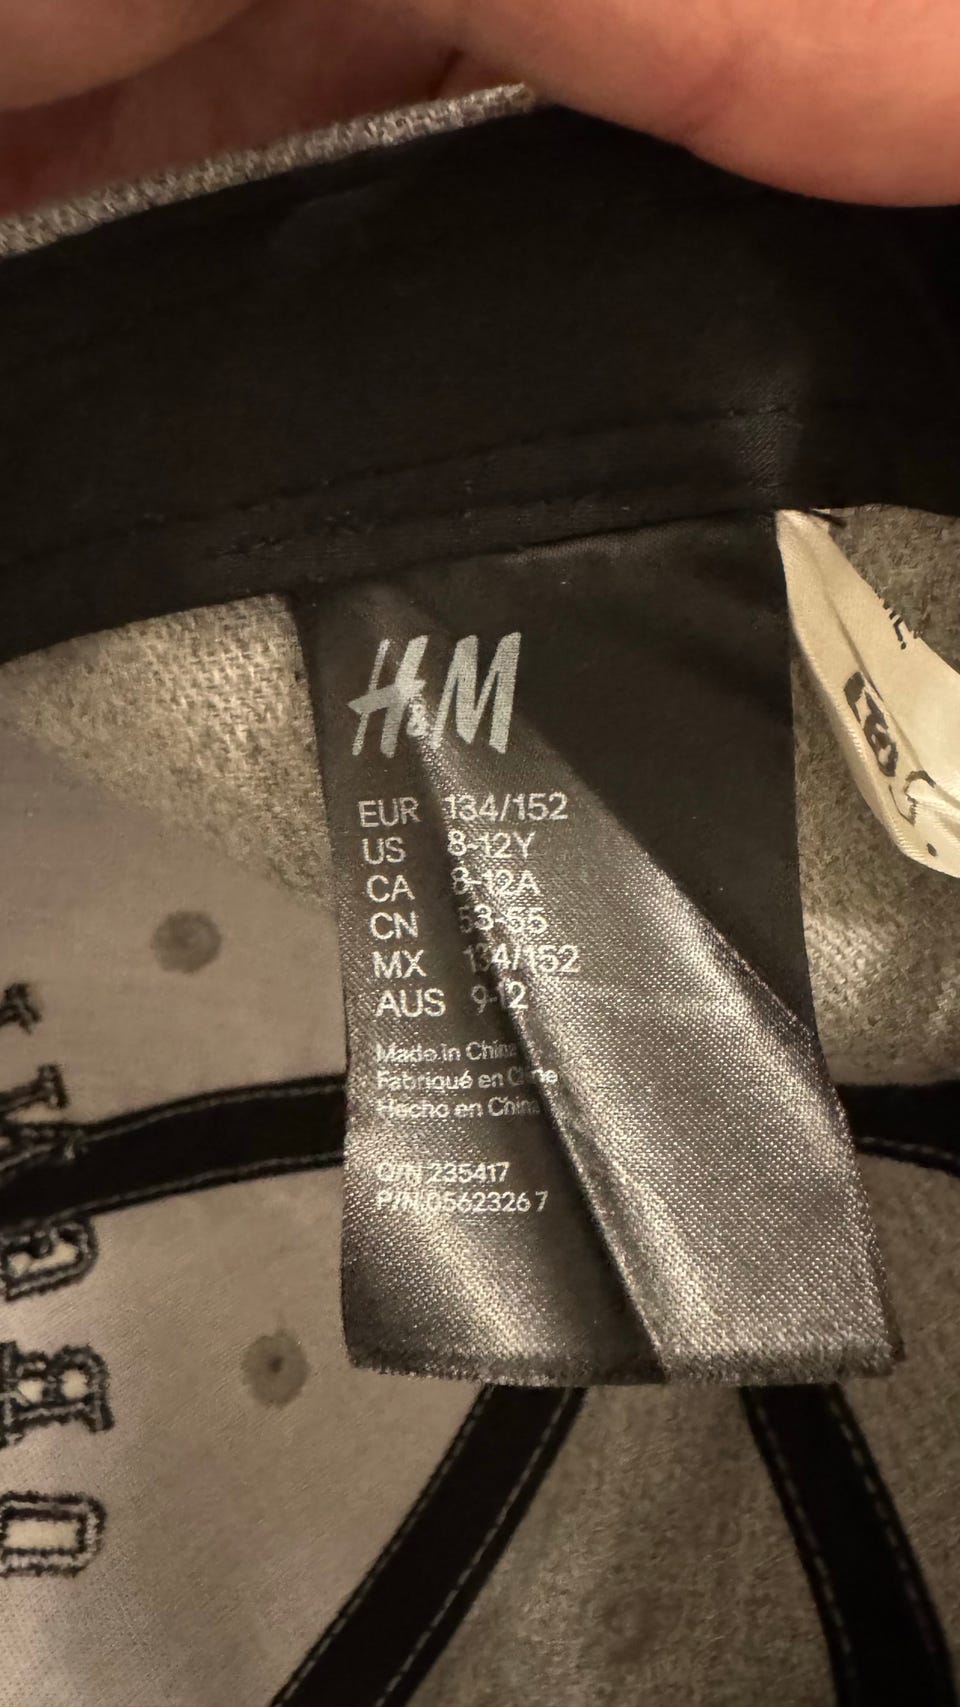 H&M
EUR 134/152
US 8-12Y
CA 8-12A
CN 53-55
MX 134/152
AUS 9-12
Made in China
Fabriqué en Chine
Hecho en China
O/N 235417
P/N 0562326 7